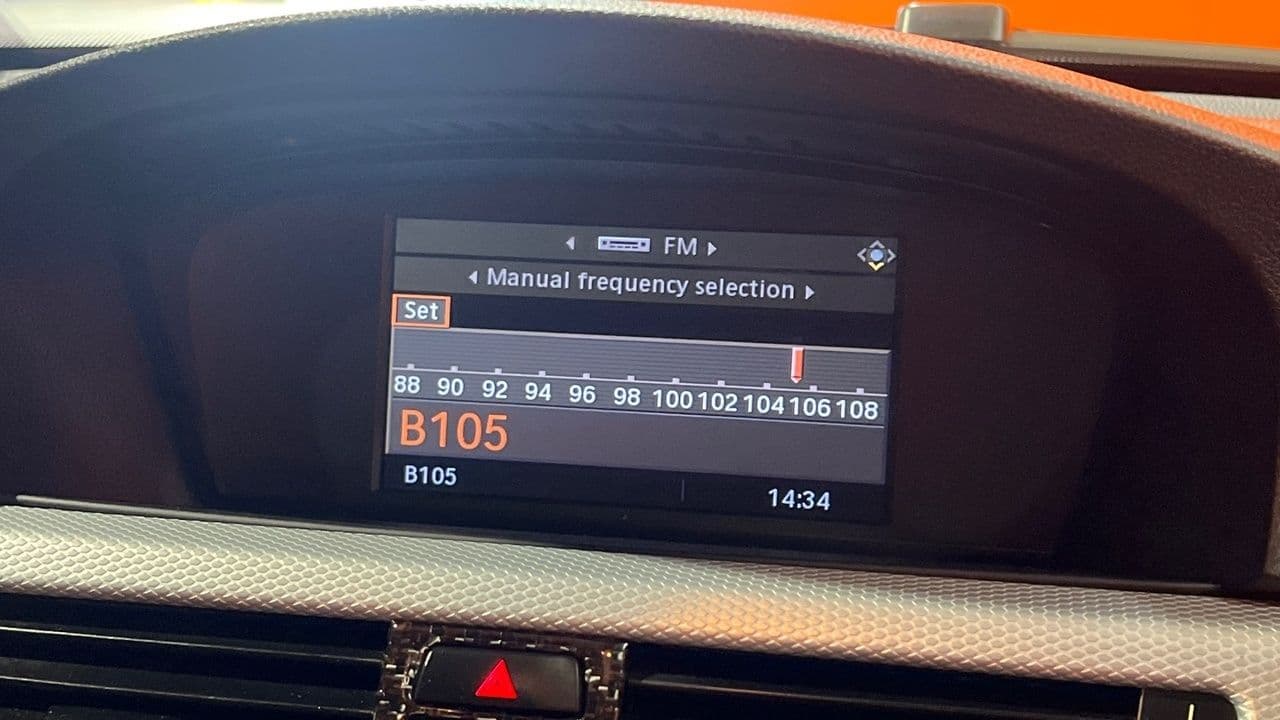 FM
Manual frequency selection
Set
88 90 92 94 96 98 100 102 104 106 108
B105
B105
14:34